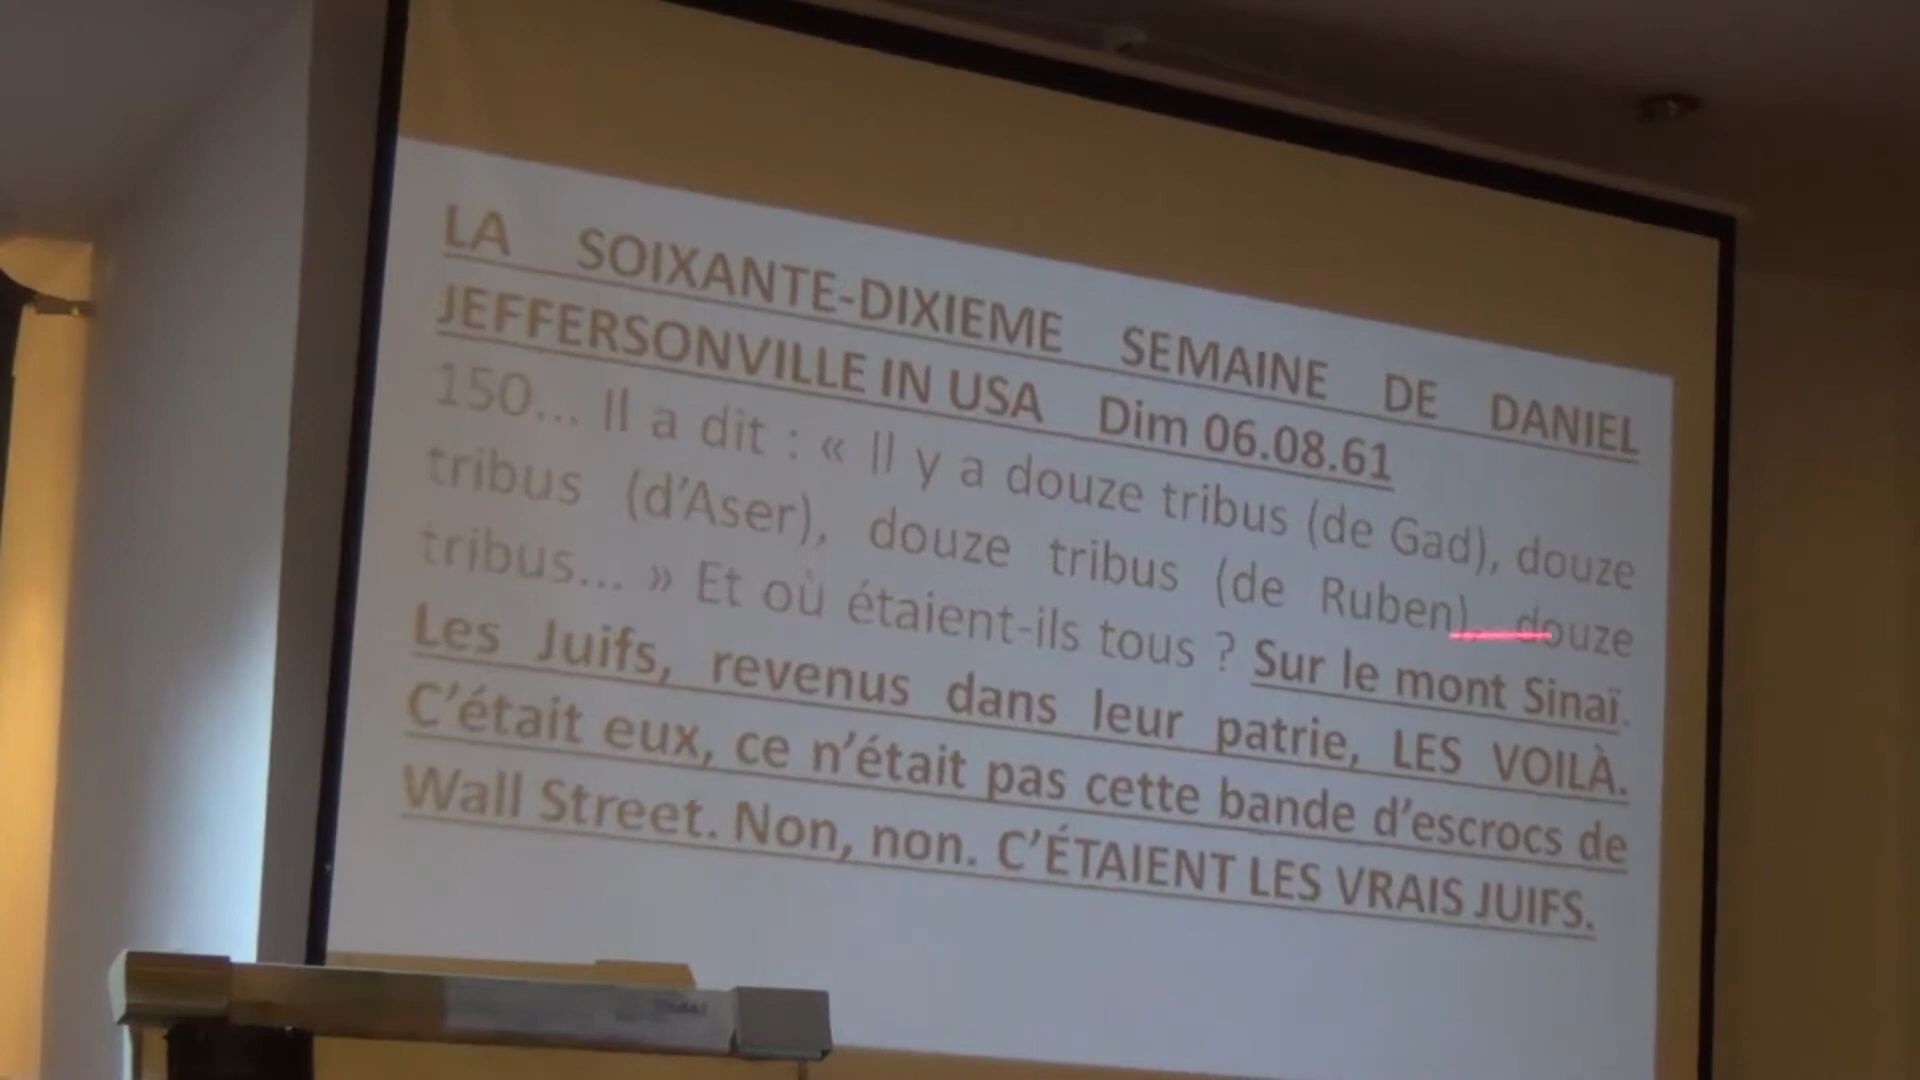 LA SOIXANTE-DIXIEME SEMAINE DE DANIEL
JEFFERSONVILLE IN USA Dim 06.08.61
150... Il a dit : « Il y a douze tribus (de Gad), douze
tribus (d’Aser), douze tribus (de Ruben), douze
tribus... » Et où étaient-ils tous ? Sur le mont Sinaï.
Les Juifs, revenus dans leur patrie, LES VOILÀ.
C’était eux, ce n’était pas cette bande d’escrocs de
Wall Street. Non, non. C’ÉTAIENT LES VRAIS JUIFS.